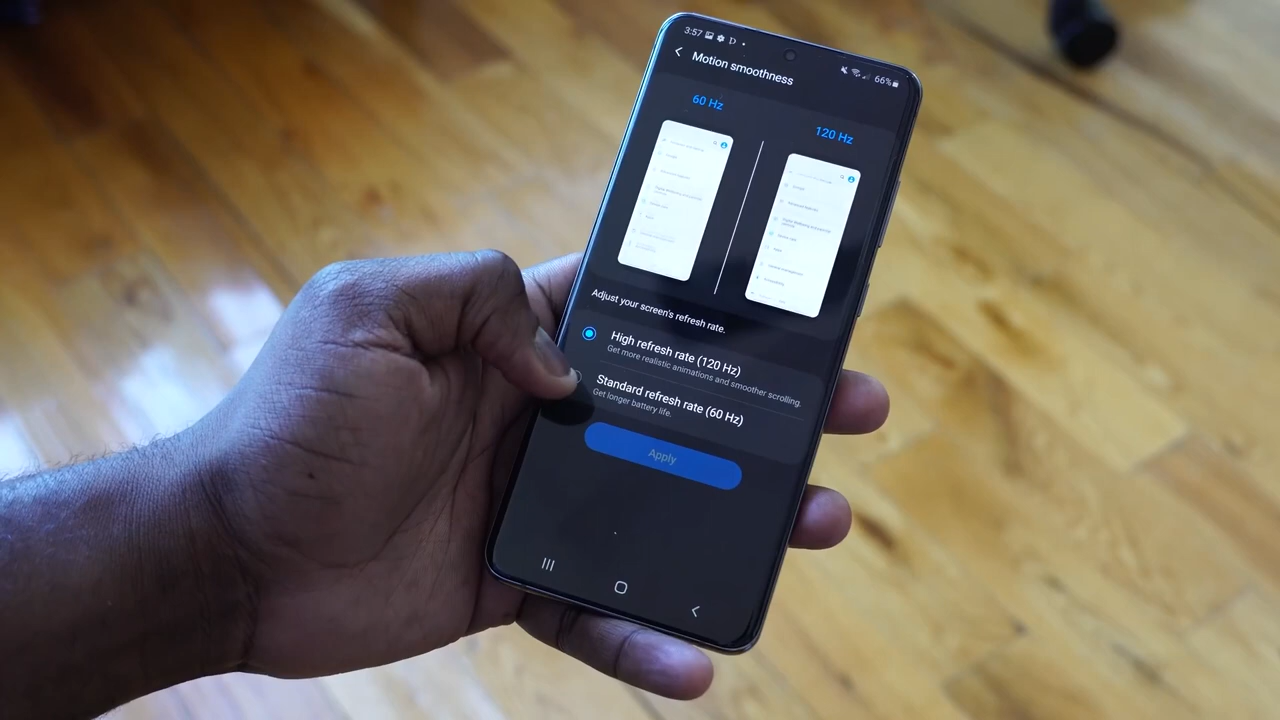 3:57
66%
Motion smoothness
60 Hz
120 Hz
Adjust your screen's refresh rate.
High refresh rate (120 Hz)
Get more realistic animations and smoother scrolling.
Standard refresh rate (60 Hz)
Get longer battery life.
Apply